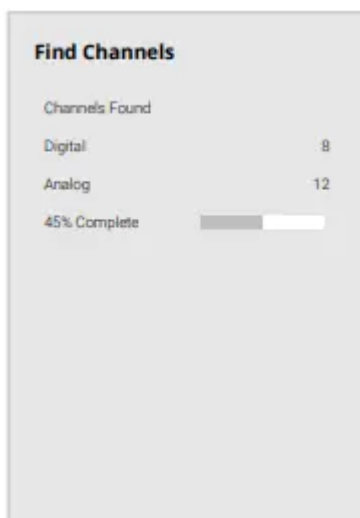 Find Channels
Channels Found
Digital 8
Analog 12
45% Complete